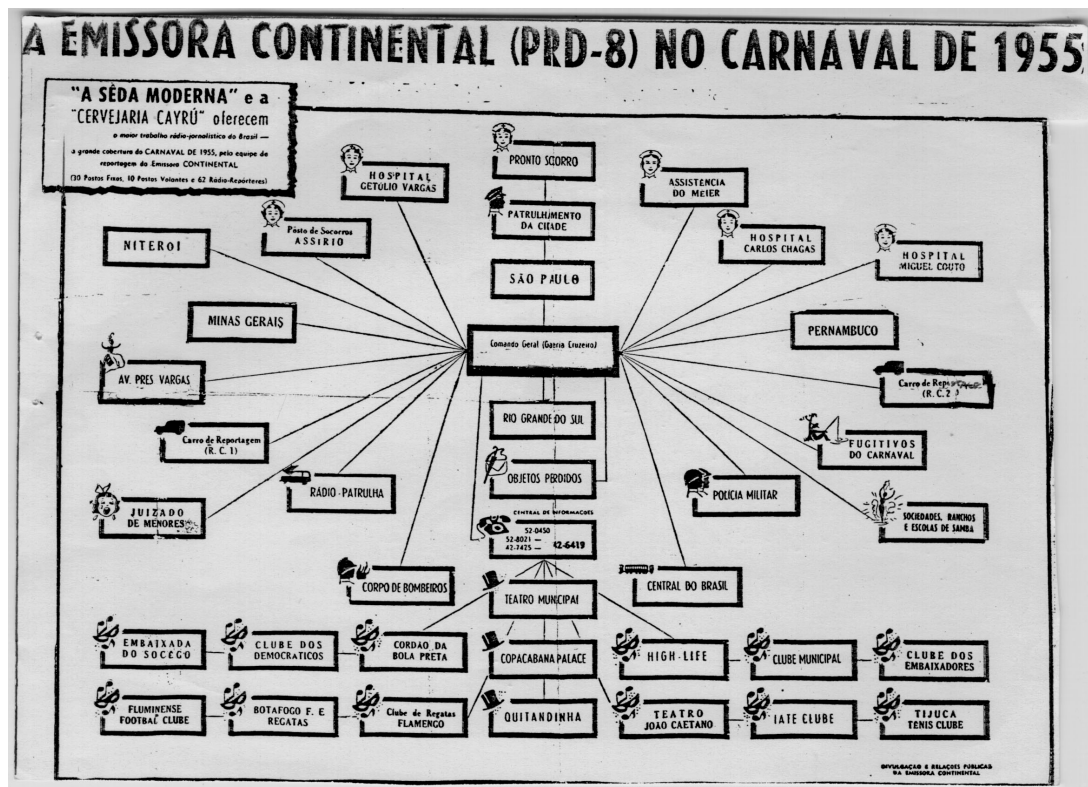 A EMISSORA CONTINENTAL (PRD-8) NO CARNAVAL DE 1955
"A SÊDA MODERNA" e a
"CERVEJARIA CAYRÚ" oferecem
o maior trabalho rádio-jornalístico do Brasil —
a grande cobertura do CARNAVAL DE 1955, pela equipe de
reportagem da Emissora CONTINENTAL
(30 Postos Fixos, 10 Postos Volantes e 62 Rádio-Repórteres)
PRONTO SOCORRO
HOSPITAL
GETÚLIO VARGAS
ASSISTENCIA
DO MEIER
PATRULHAMENTO
DA CIDADE
Pôsto de Socorros
ASSIRIO
HOSPITAL
CARLOS CHAGAS
NITEROI
HOSPITAL
MIGUEL COUTO
SÃO PAULO
MINAS GERAIS
PERNAMBUCO
Comando Geral (Galeria Cruzeiro)
AV. PRES VARGAS
Carro de
(R. C. 2)
RIO GRANDE DO SUL
Carro de Reportagem
(R. C. 1)
FUGITIVOS
DO CARNAVAL
RÁDIO-PATRULHA
OBJETOS PERDIDOS
POLÍCIA MILITAR
JUIZADO
DE MENORES
CENTRAL DE INFORMAÇÕES
52-0450
52-8021 —
42-7425 — 42-6419
SOCIEDADES, RANCHOS
E ESCOLAS DE SAMBA
CORPO DE BOMBEIROS
CENTRAL DO BRASIL
TEATRO MUNICIPAL
EMBAIXADA
DO SOCÊGO
CLUBE DOS
DEMOCRATICOS
CORDÃO DA
BOLA PRETA
COPACABANA PALACE
HIGH-LIFE
CLUBE MUNICIPAL
CLUBE DOS
EMBAIXADORES
FLUMINENSE
FOOTBAL CLUBE
BOTAFOGO F. E
REGATAS
Clube de Regatas
FLAMENGO
QUITANDINHA
TEATRO
JOÃO CAETANO
IATE CLUBE
TIJUCA
TENIS CLUBE
DIVULGAÇÃO E RELAÇÕES PÚBLICAS
DA EMISSORA CONTINENTAL